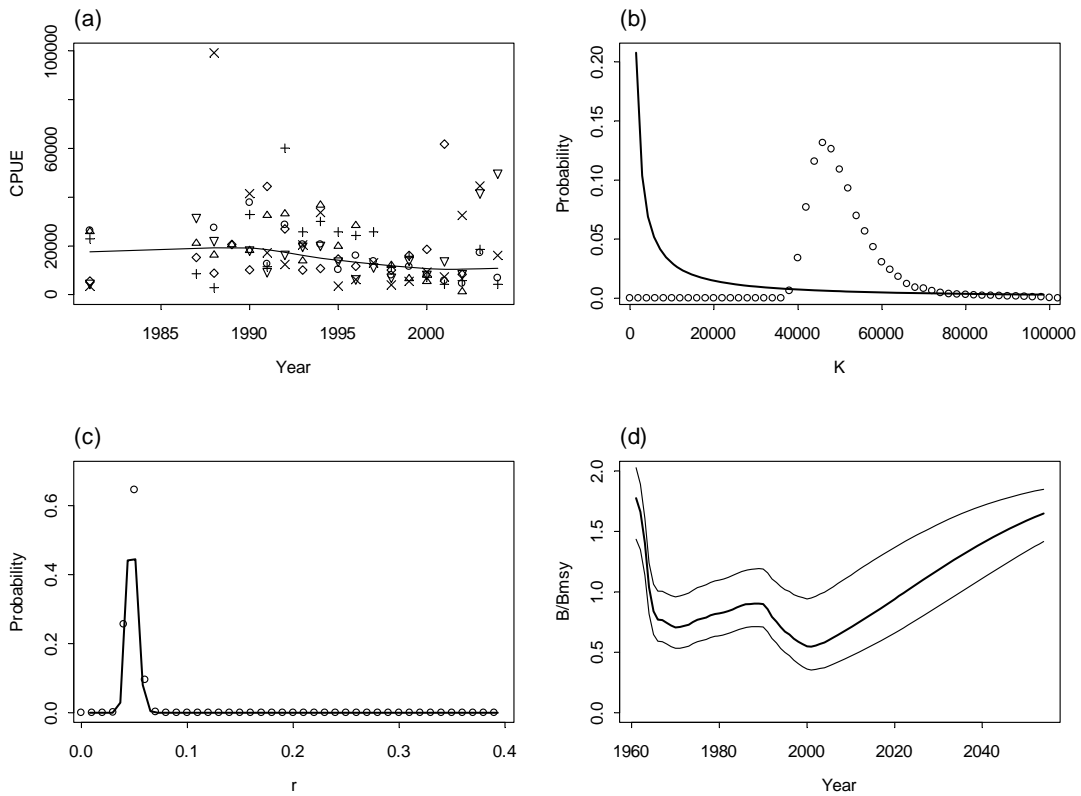 (a)
CPUE
0 20000 60000 100000
1985 1990 1995 2000
Year
(b)
Probability
0.0 0.05 0.10 0.15 0.20
0 20000 40000 60000 80000 100000
K
(c)
Probability
0.0 0.2 0.4 0.6
0.0 0.1 0.2 0.3 0.4
r
(d)
B/Bmsy
0.0 0.5 1.0 1.5 2.0
1960 1980 2000 2020 2040
Year